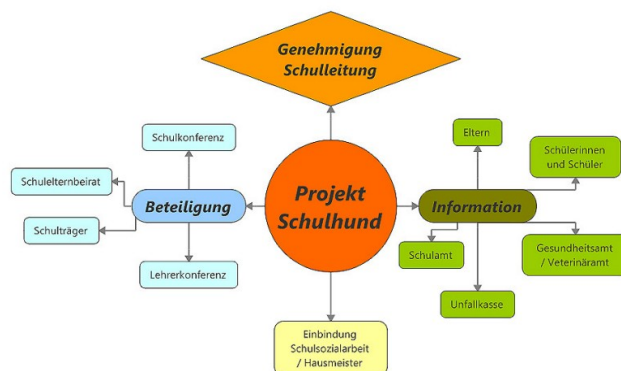 Genehmigung
Schulleitung
Schulkonferenz
Schulelternbeirat
Beteiligung
Schulträger
Lehrerkonferenz
Projekt
Schulhund
Eltern
Schülerinnen
und Schüler
Information
Schulamt
Gesundheitsamt
/ Veterinäramt
Unfallkasse
Einbindung
Schulsozialarbeit
/ Hausmeister